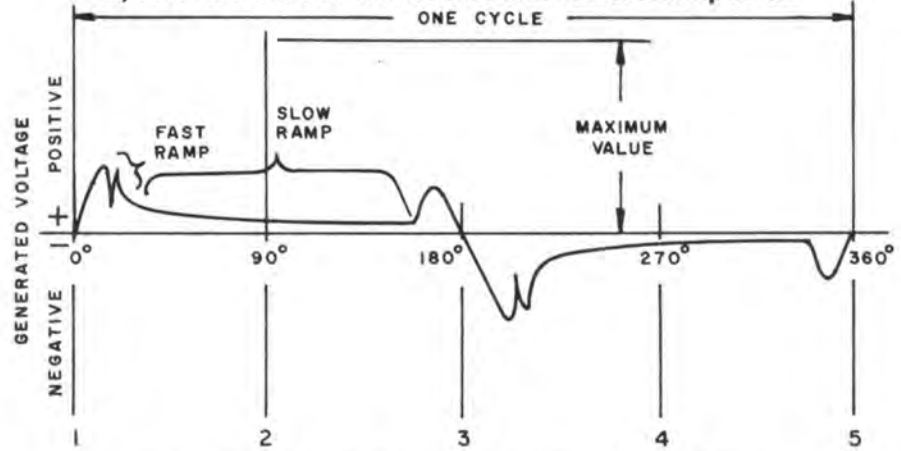 ONE CYCLE
GENERATED VOLTAGE
POSITIVE
NEGATIVE
FAST
RAMP
SLOW
RAMP
MAXIMUM
VALUE
+
−
0° 90° 180° 270° 360°
1 2 3 4 5